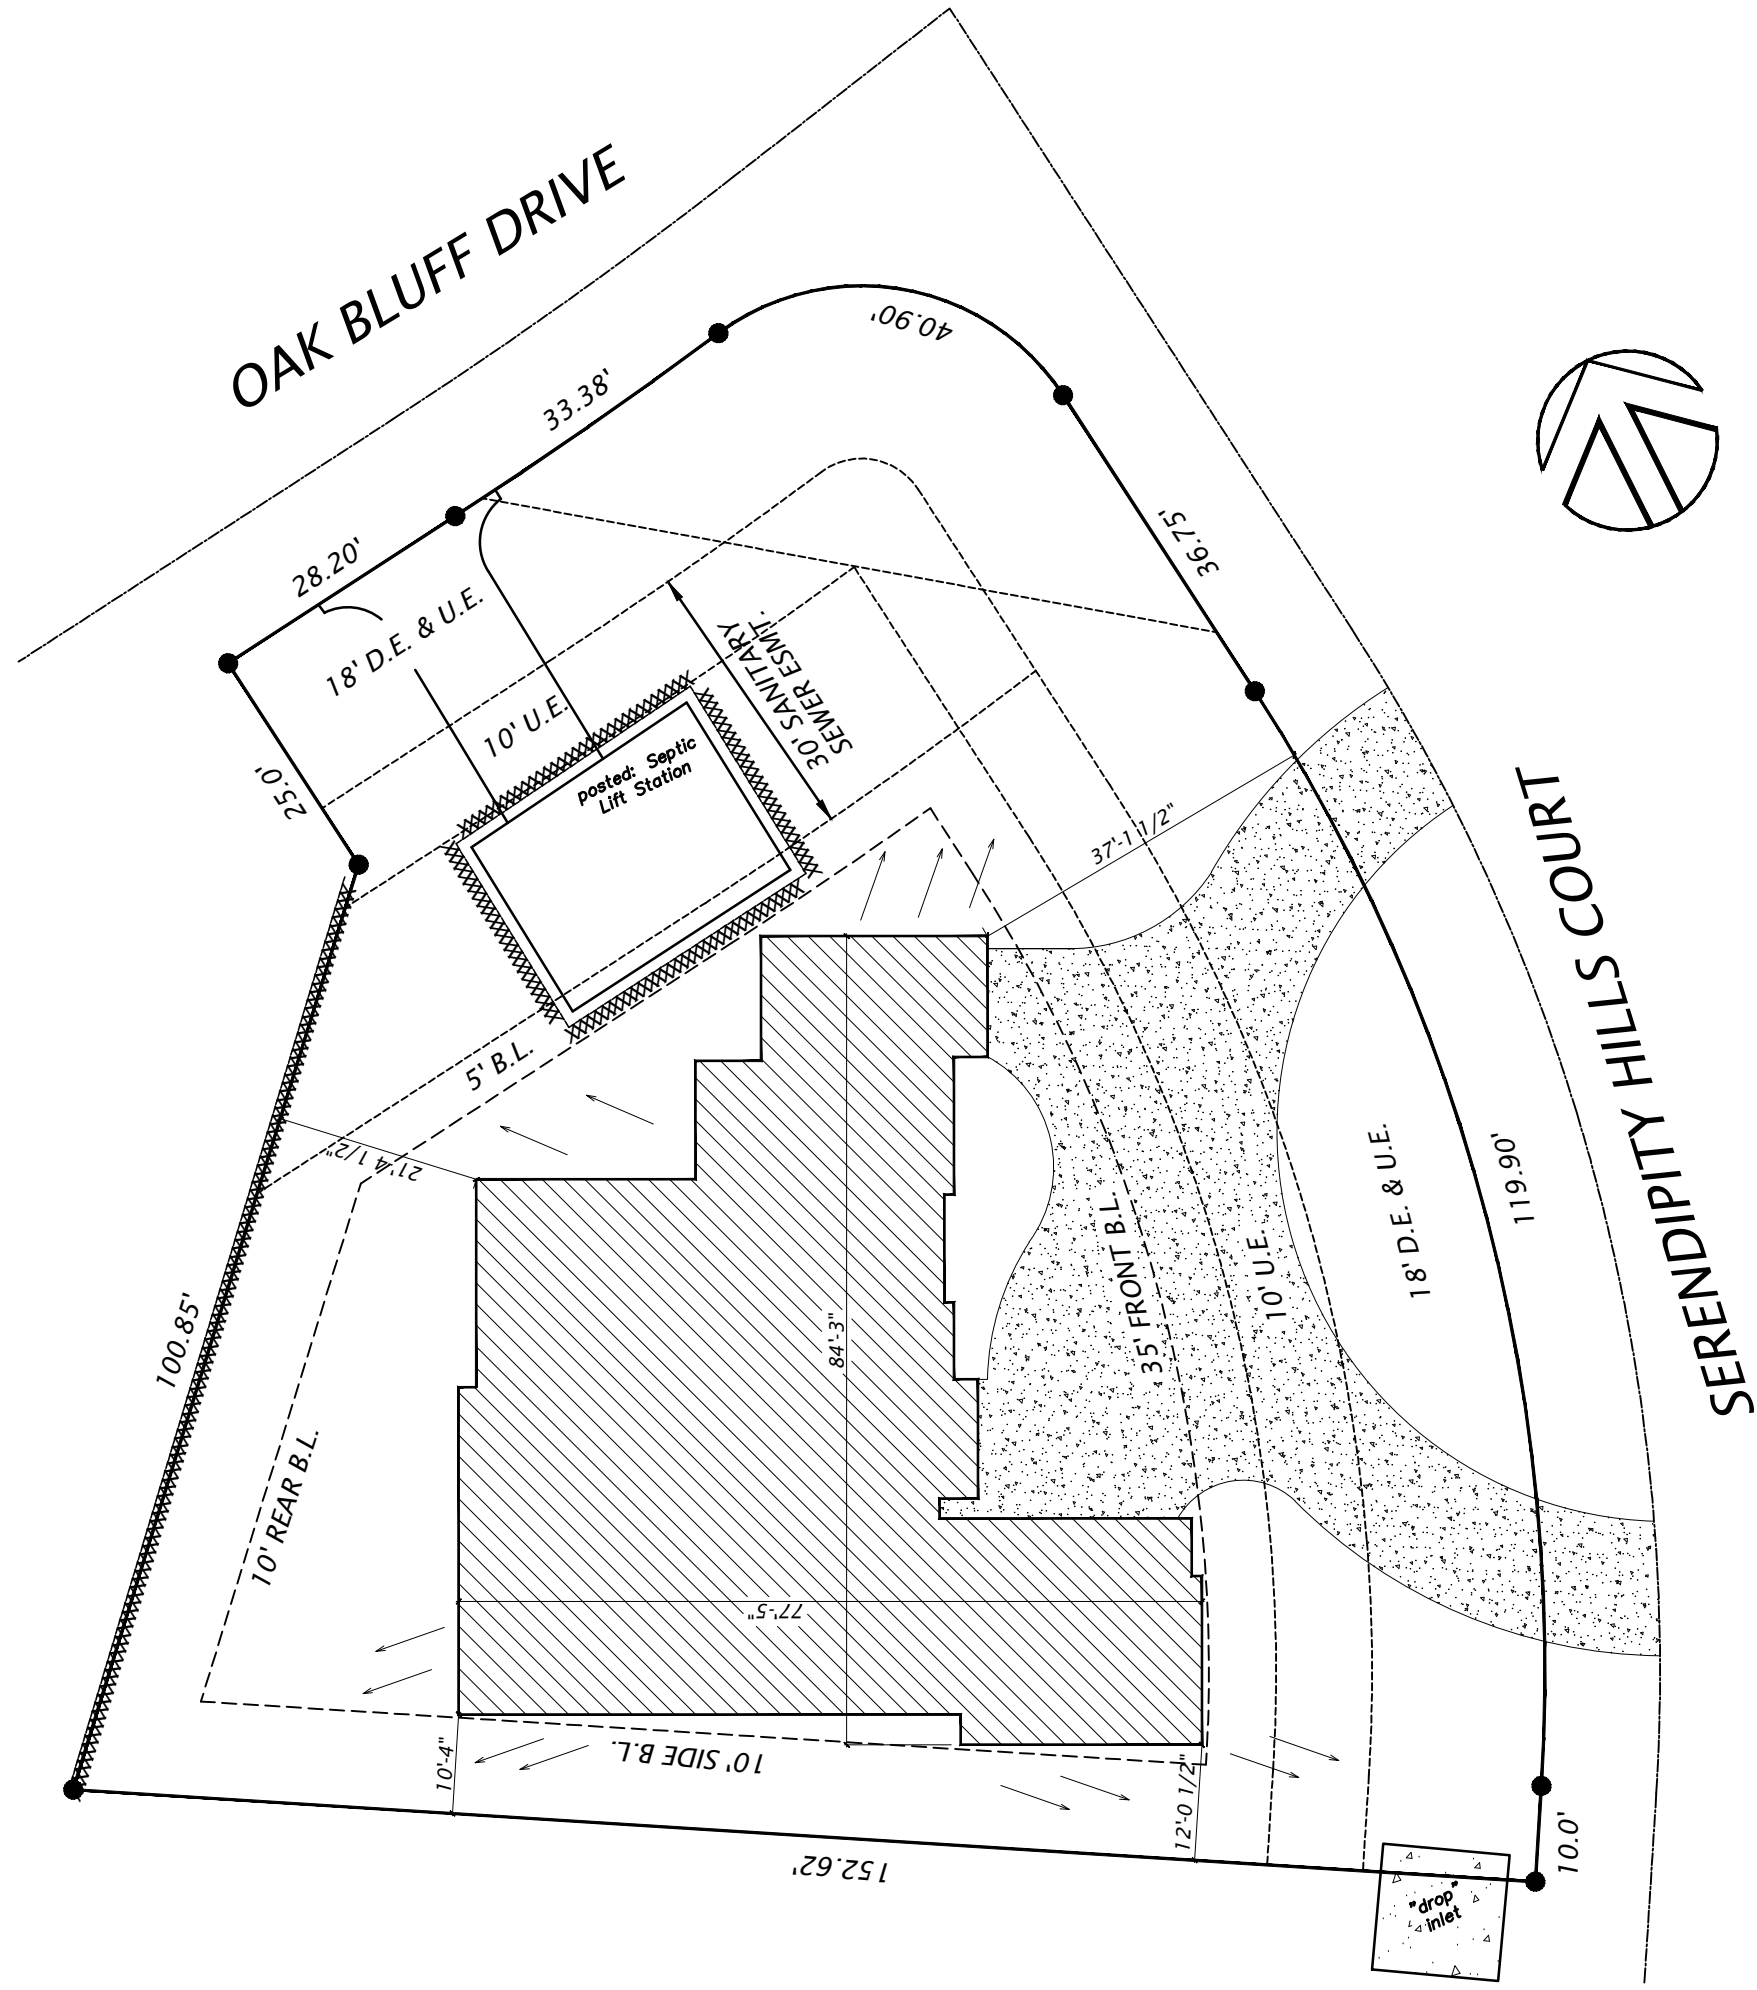 OAK BLUFF DRIVE
40.90'
33.38'
28.20'
36.75'
18' D.E. & U.E.
10' U.E.
30' SANITARY
SEWER ESMT.
posted: Septic
Lift Station
25.0'
37'-1 1/2"
SERENDIPITY HILLS COURT
5' B.L.
21'-4 1/2"
18' D.E. & U.E.
119.90'
35' FRONT B.L.
10' U.E.
100.85'
84'-3"
10' REAR B.L.
77'-5"
10'-4"
10' SIDE B.L.
12'-0 1/2"
10.0'
152.62'
"drop"
inlet